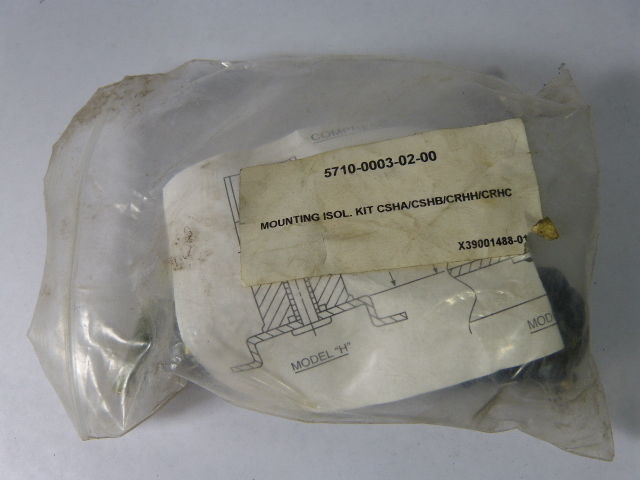 5710-0003-02-00
MOUNTING ISOL. KIT CSHA/CSHB/CRHH/CRHC
X39001488-01
MODEL "H"